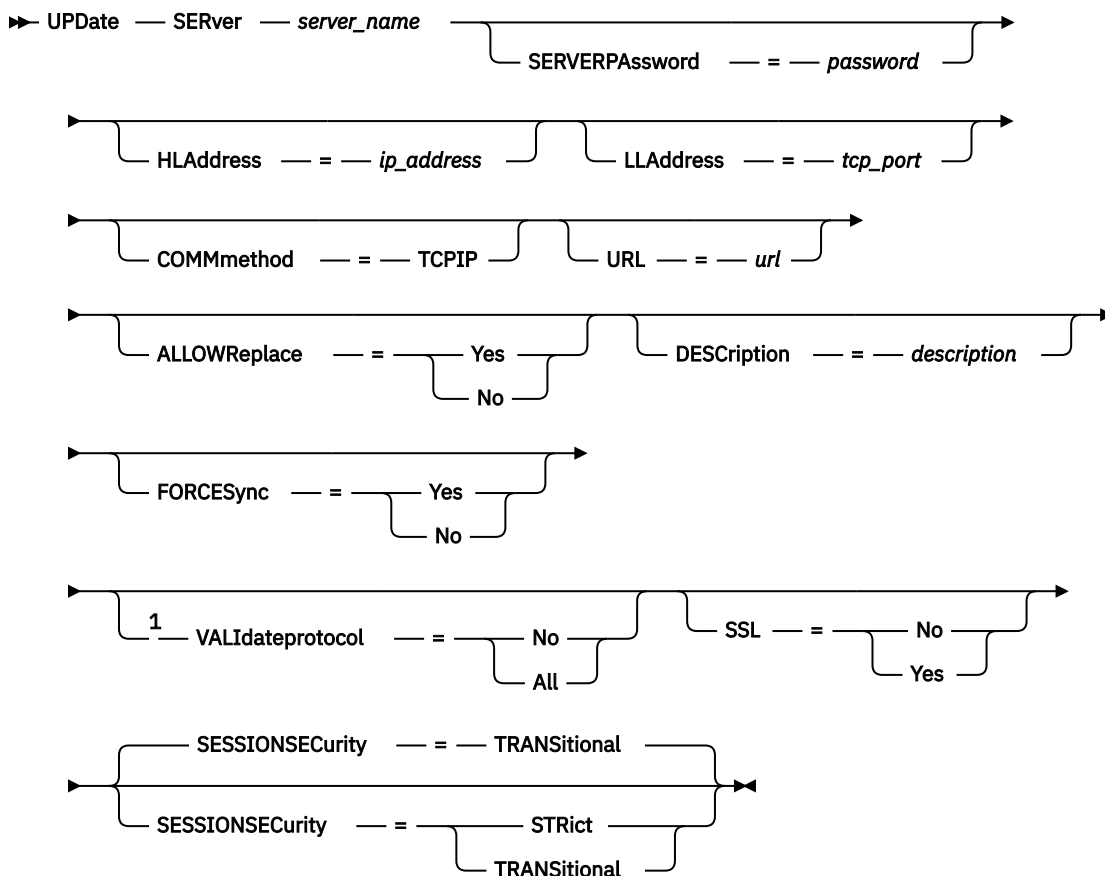 UPDate SERver server_name
SERVERPAssword = password
HLAddress = ip_address LLAddress = tcp_port
COMMmethod = TCPIP URL = url
ALLOWReplace = Yes DESCription = description
No
FORCESync = Yes
No
1 VALIdateprotocol = No SSL = No
All Yes
SESSIONSECurity = TRANSitional
SESSIONSECurity = STRict
TRANSitional